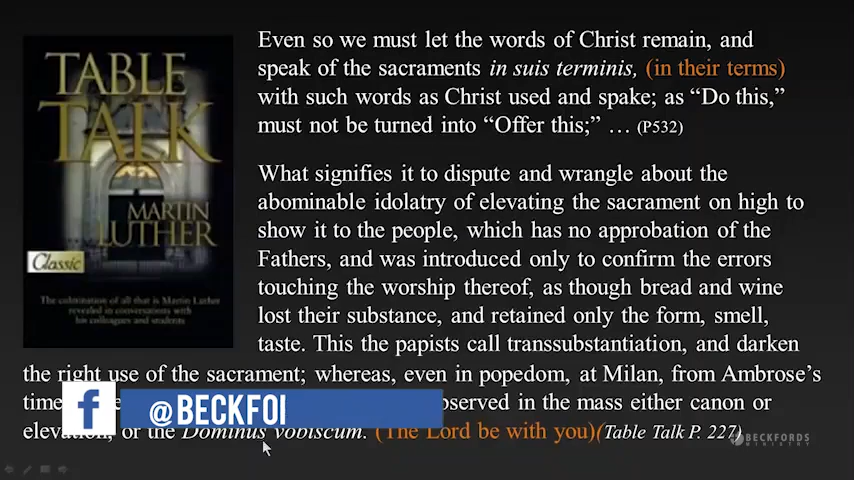 TABLE
TALK
MARTIN
LUTHER
Classic
The culmination of all that is Martin Luther
revealed in conversations with
his colleagues and students
Even so we must let the words of Christ remain, and
speak of the sacraments in suis terminis, (in their terms)
with such words as Christ used and spake; as “Do this,”
must not be turned into “Offer this;” … (P532)
What signifies it to dispute and wrangle about the
abominable idolatry of elevating the sacrament on high to
show it to the people, which has no approbation of the
Fathers, and was introduced only to confirm the errors
touching the worship thereof, as though bread and wine
lost their substance, and retained only the form, smell,
taste. This the papists call transsubstantiation, and darken
the right use of the sacrament; whereas, even in popedom, at Milan, from Ambrose’s
time observed in the mass either canon or
elevation, or the Dominus vobiscum. (The Lord be with you)(Table Talk P. 227)
f @BECKFOI
BECKFORDS
MINISTRY